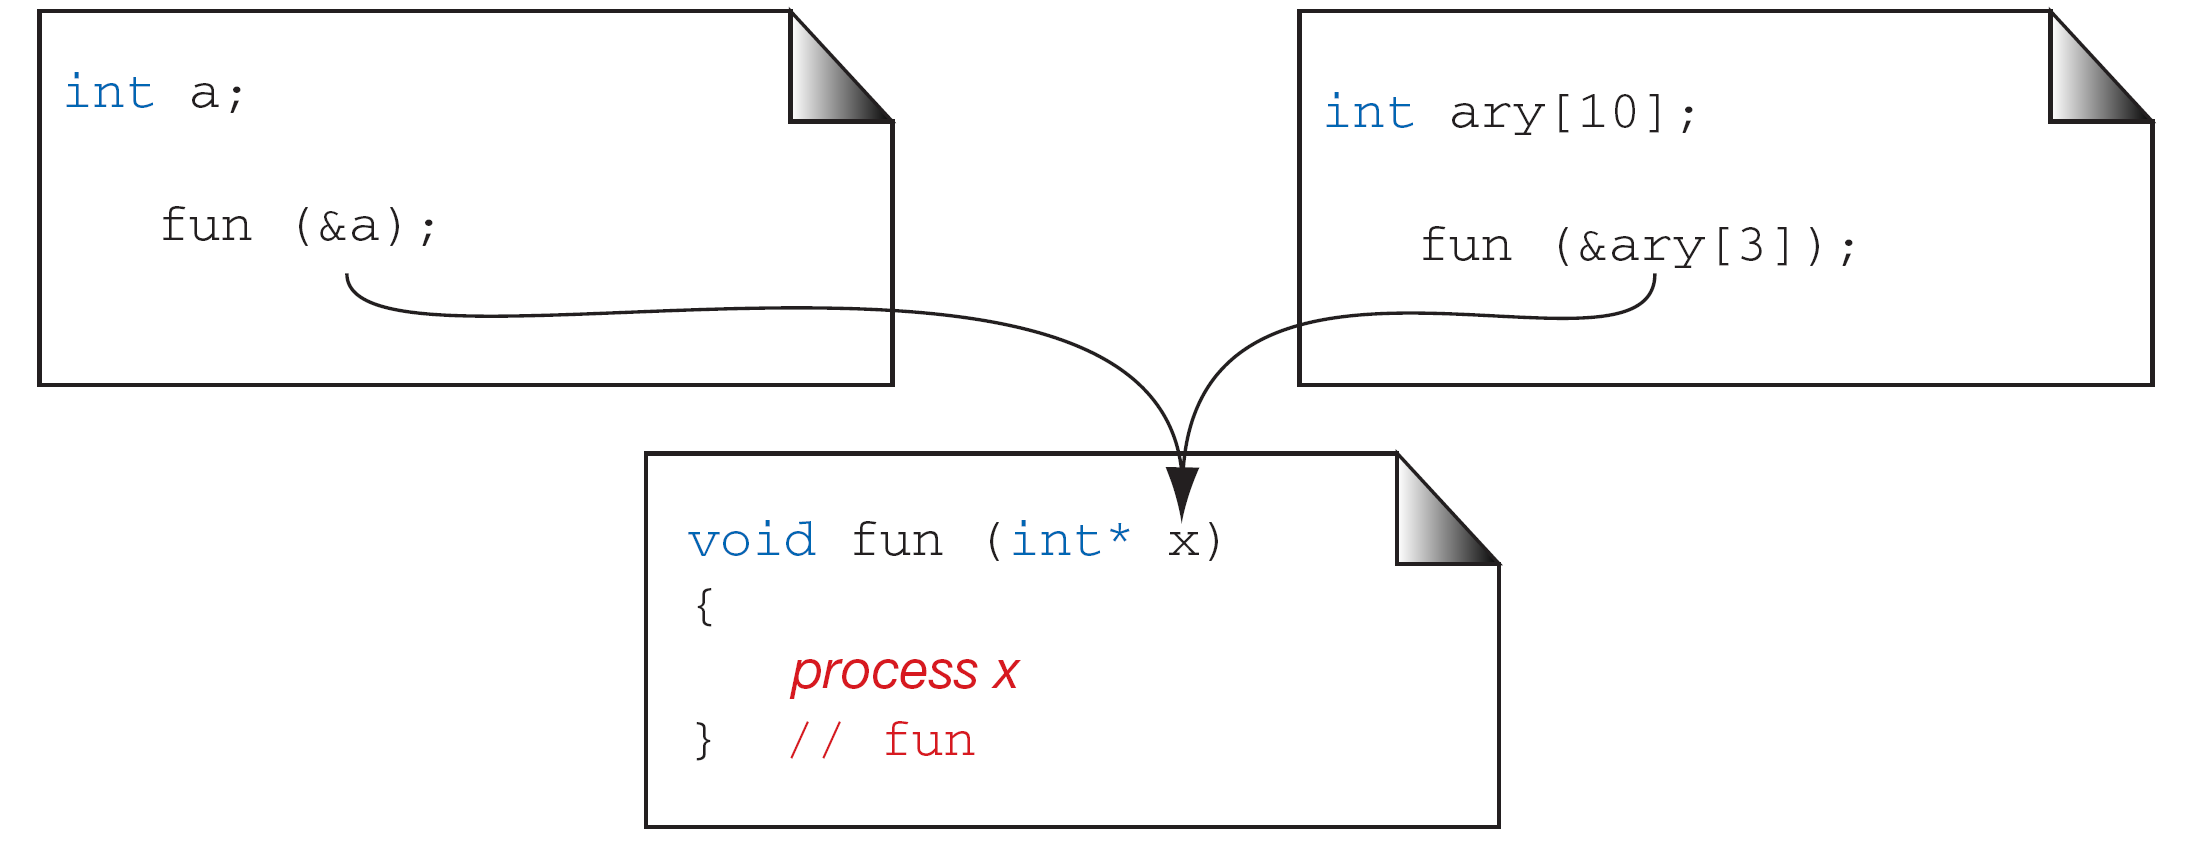 int a;
fun (&a);
int ary[10];
fun (&ary[3]);
void fun (int* x)
{
process x
} // fun